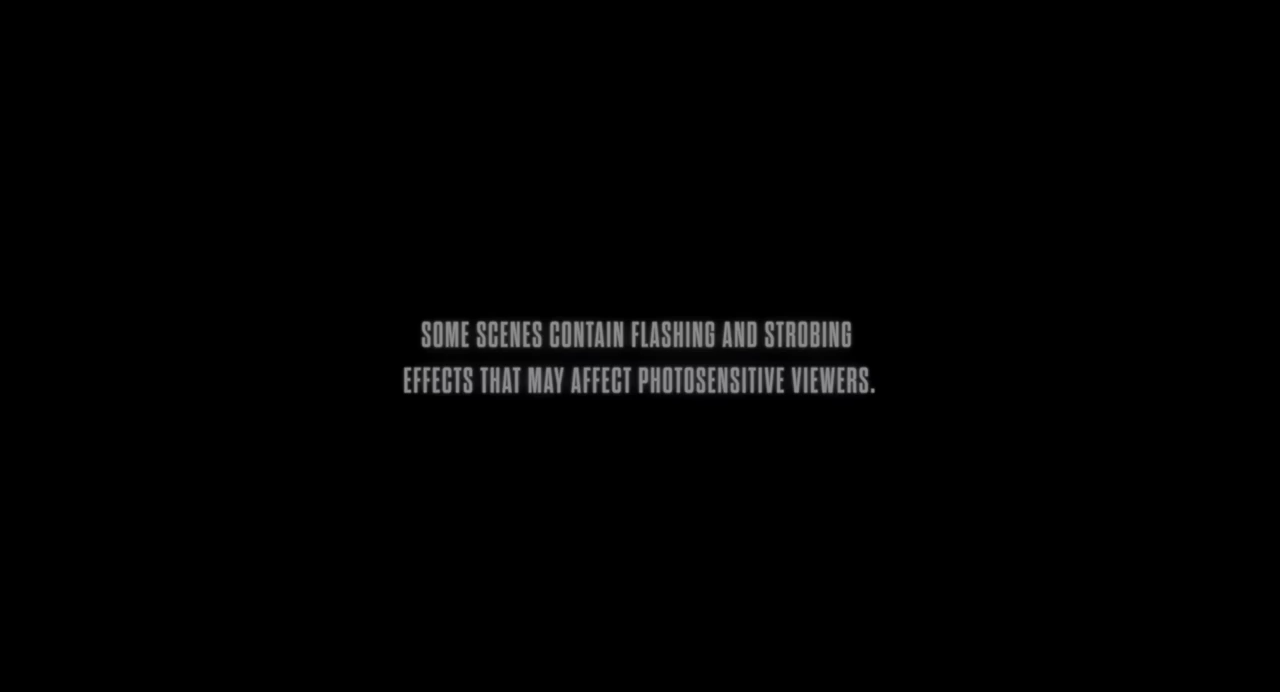 SOME SCENES CONTAIN FLASHING AND STROBING
EFFECTS THAT MAY AFFECT PHOTOSENSITIVE VIEWERS.